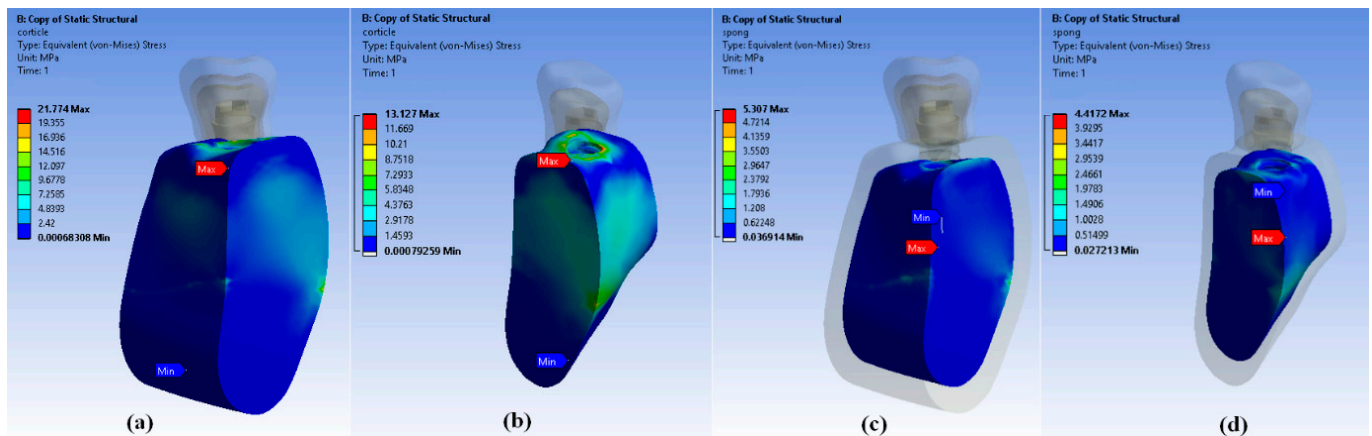 B: Copy of Static Structural
corticle
Type: Equivalent (von-Mises) Stress
Unit: MPa
Time: 1
21.774 Max
19.355
16.936
14.516
12.097
9.6778
7.2585
4.8393
2.42
0.00068308 Min
Max
Min
(a)
B: Copy of Static Structural
corticle
Type: Equivalent (von-Mises) Stress
Unit: MPa
Time: 1
13.127 Max
11.669
10.21
8.7518
7.2933
5.8348
4.3763
2.9178
1.4593
0.00079259 Min
Max
Min
(b)
B: Copy of Static Structural
spong
Type: Equivalent (von-Mises) Stress
Unit: MPa
Time: 1
5.307 Max
4.7214
4.1359
3.5503
2.9647
2.3792
1.7936
1.208
0.62248
0.036914 Min
Min
Max
(c)
B: Copy of Static Structural
spong
Type: Equivalent (von-Mises) Stress
Unit: MPa
Time: 1
4.4172 Max
3.9295
3.4417
2.9539
2.4661
1.9783
1.4906
1.0028
0.51499
0.027213 Min
Min
Max
(d)